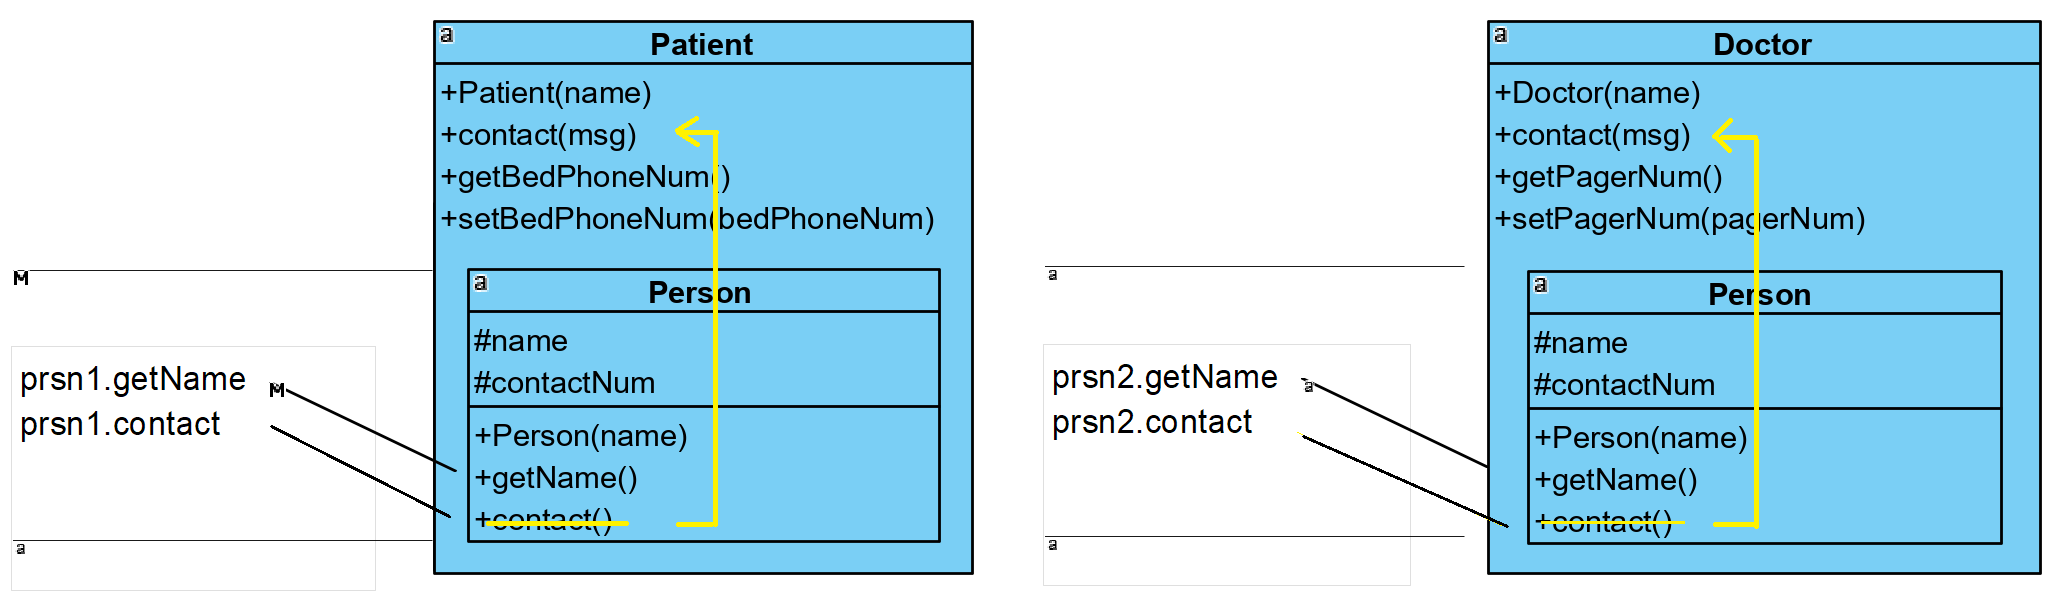 a
Patient
+Patient(name)
+contact(msg)
+getBedPhoneNum()
+setBedPhoneNum(bedPhoneNum)
M
a
Person
#name
#contactNum
prsn1.getName
M
prsn1.contact
+Person(name)
+getName()
+contact()
a
a
Doctor
+Doctor(name)
+contact(msg)
+getPagerNum()
+setPagerNum(pagerNum)
a
a
Person
#name
#contactNum
prsn2.getName
a
prsn2.contact
+Person(name)
+getName()
+contact()
a